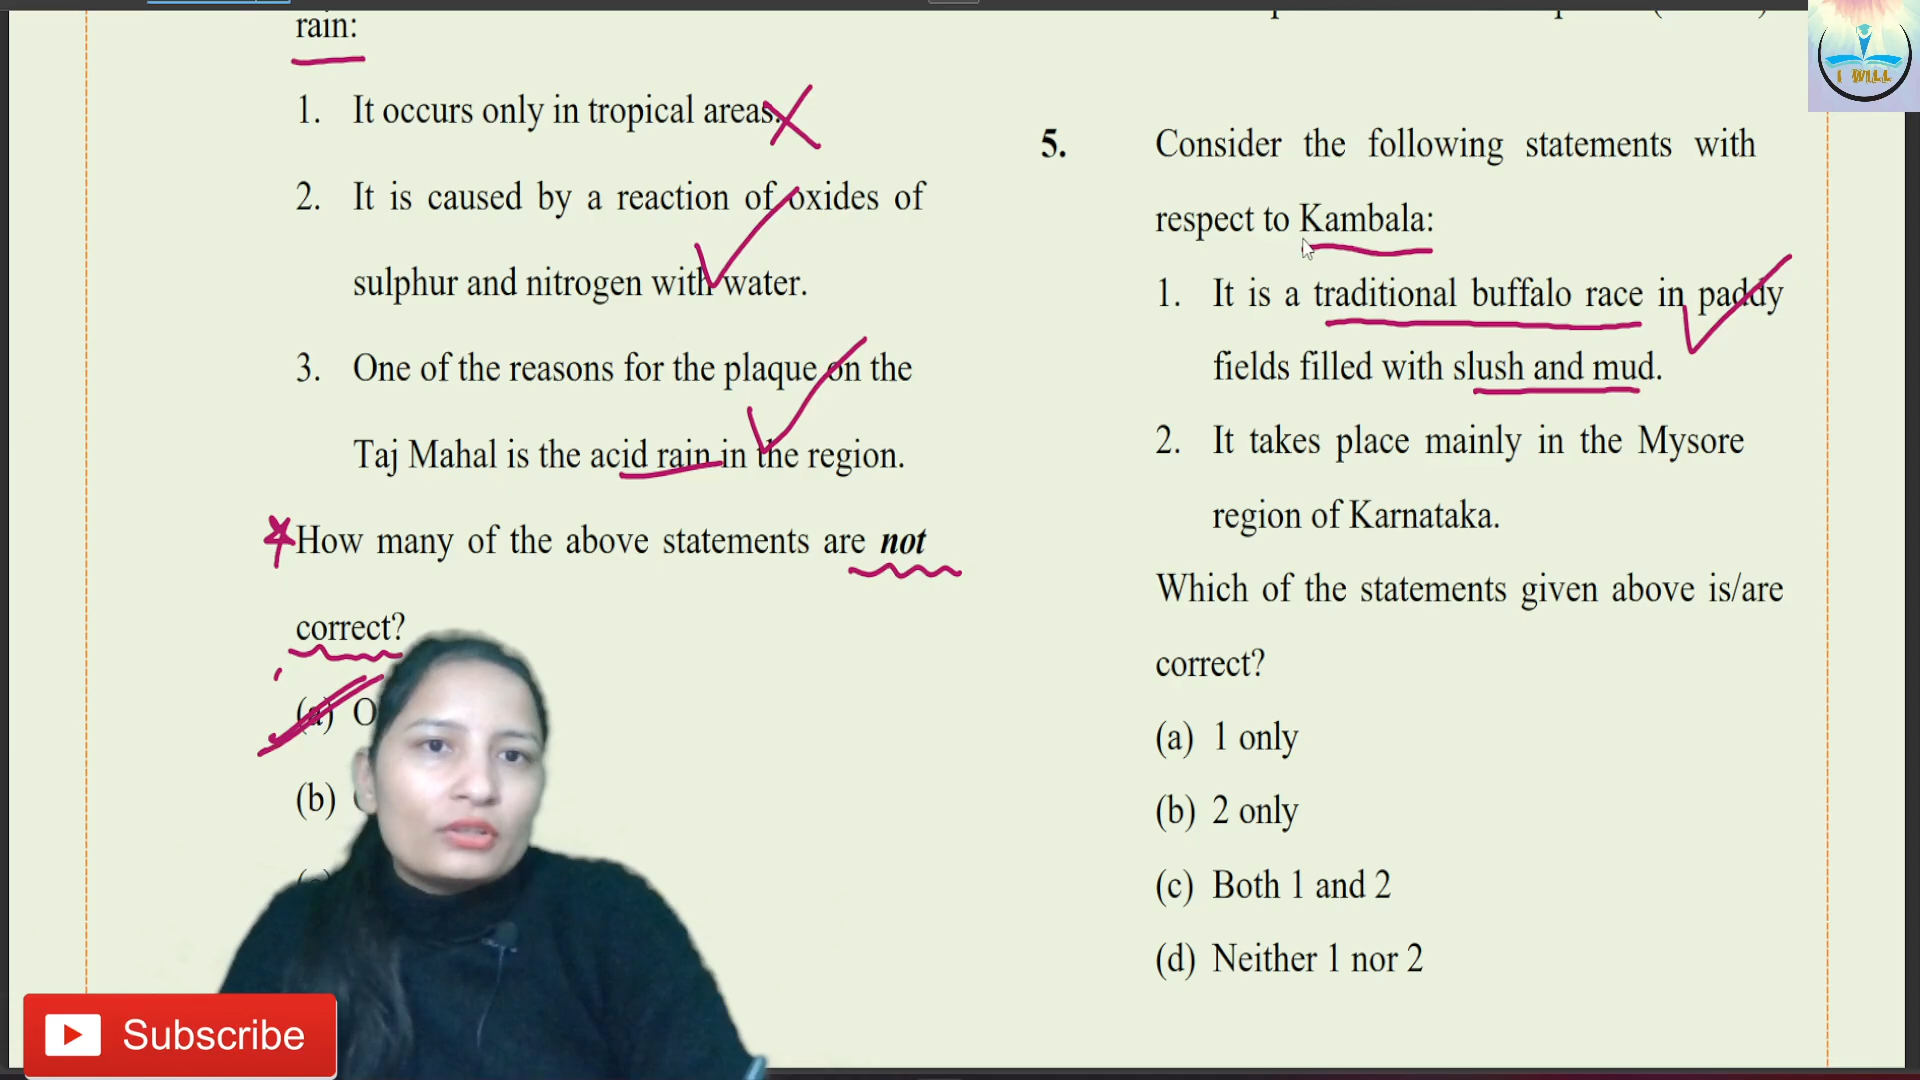 rain:
1. It occurs only in tropical areas.
2. It is caused by a reaction of oxides of
sulphur and nitrogen with water.
3. One of the reasons for the plaque on the
Taj Mahal is the acid rain in the region.
How many of the above statements are not
correct?
(a) O
(b)
5. Consider the following statements with
respect to Kambala:
1. It is a traditional buffalo race in paddy
fields filled with slush and mud.
2. It takes place mainly in the Mysore
region of Karnataka.
Which of the statements given above is/are
correct?
(a) 1 only
(b) 2 only
(c) Both 1 and 2
(d) Neither 1 nor 2
I WILL
Subscribe